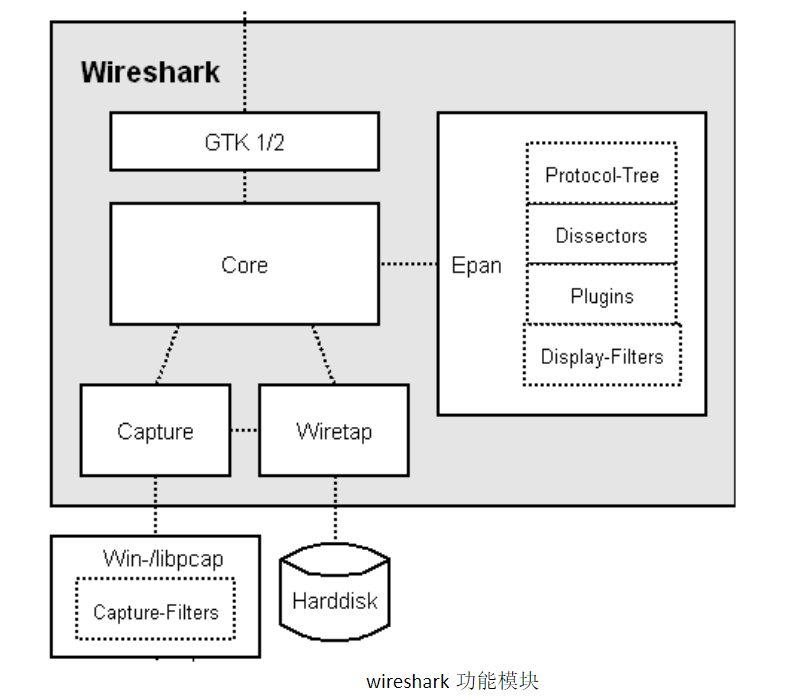 Wireshark
GTK 1/2
Core
Epan
Protocol-Tree
Dissectors
Plugins
Display-Filters
Capture
Wiretap
Win-/libpcap
Capture-Filters
Harddisk
wireshark 功能模块